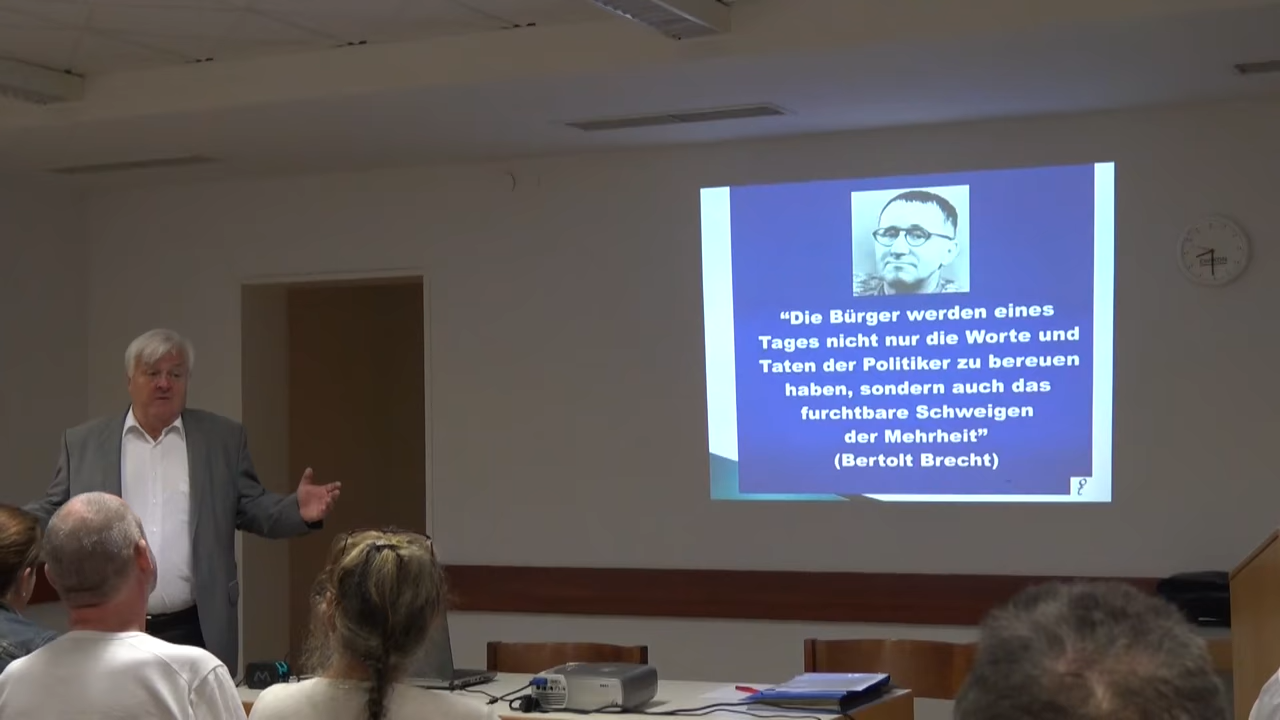 “Die Bürger werden eines
Tages nicht nur die Worte und
Taten der Politiker zu bereuen
haben, sondern auch das
furchtbare Schweigen
der Mehrheit”
(Bertolt Brecht)